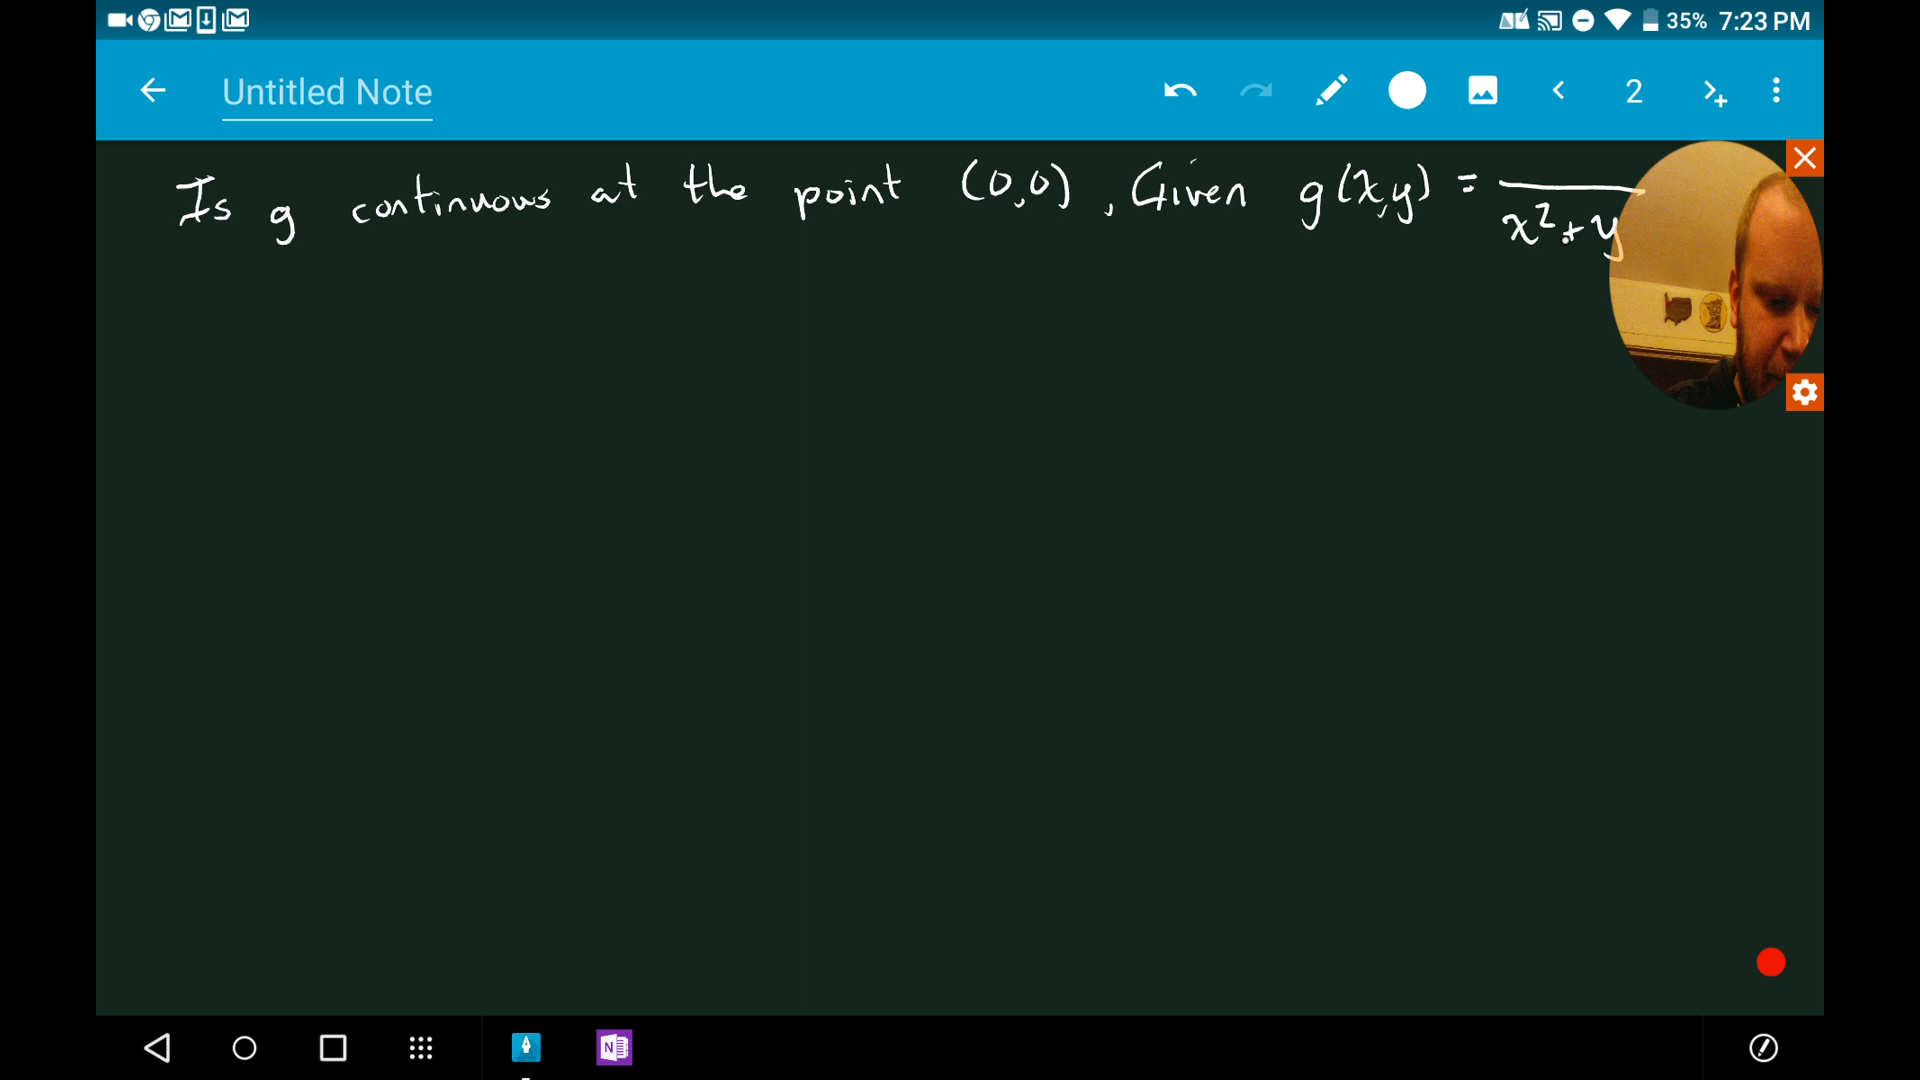 35% 7:23 PM
Untitled Note 2
Is g continuous at the point (0,0), Given g(x,y) = 
x² + y
N